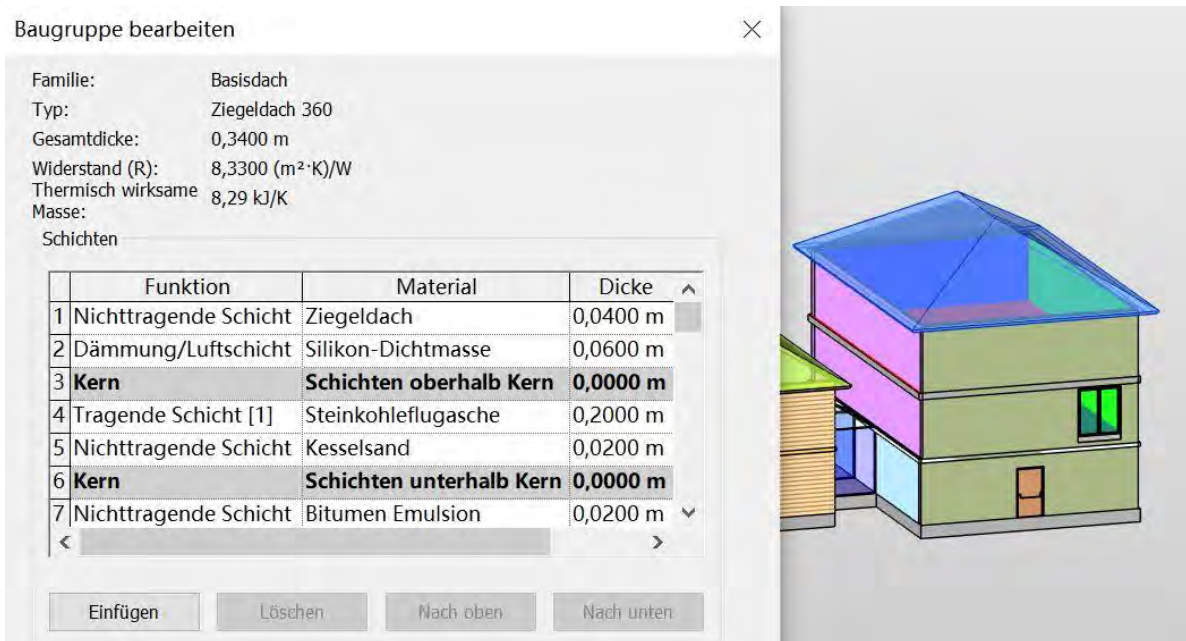 Baugruppe bearbeiten
Familie: Basisdach
Typ: Ziegeldach 360
Gesamtdicke: 0,3400 m
Widerstand (R): 8,3300 (m²·K)/W
Thermisch wirksame Masse: 8,29 kJ/K
Schichten
Funktion Material Dicke
1 Nichttragende Schicht Ziegeldach 0,0400 m
2 Dämmung/Luftschicht Silikon-Dichtmasse 0,0600 m
3 Kern Schichten oberhalb Kern 0,0000 m
4 Tragende Schicht [1] Steinkohleflugasche 0,2000 m
5 Nichttragende Schicht Kesselsand 0,0200 m
6 Kern Schichten unterhalb Kern 0,0000 m
7 Nichttragende Schicht Bitumen Emulsion 0,0200 m
Einfügen Löschen Nach oben Nach unten